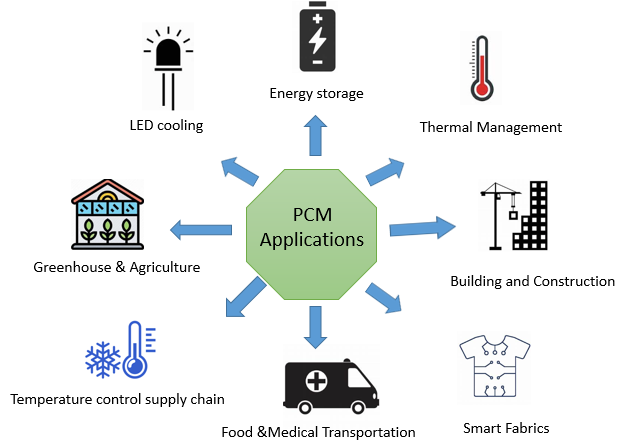 Energy storage
LED cooling
Thermal Management
PCM
Applications
Greenhouse & Agriculture
Building and Construction
Temperature control supply chain
Food &Medical Transportation
Smart Fabrics